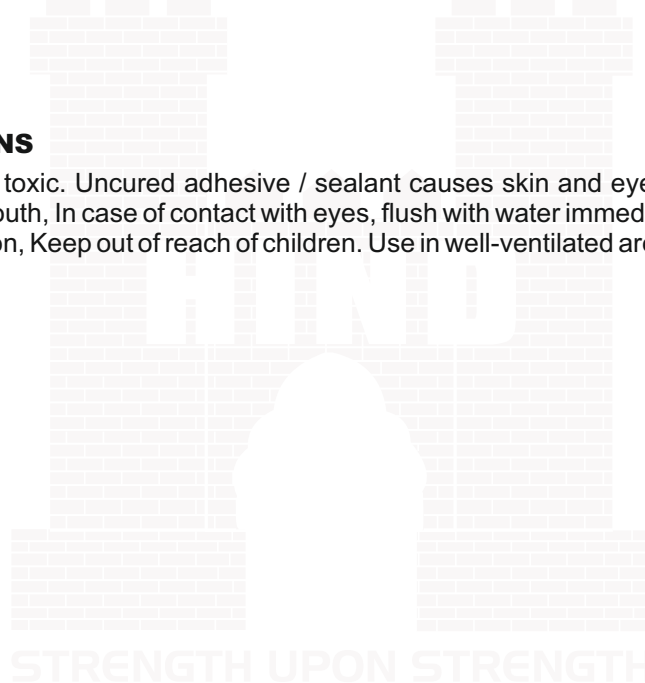 NS
toxic. Uncured adhesive / sealant causes skin and eye
outh, In case of contact with eyes, flush with water immed
on, Keep out of reach of children. Use in well-ventilated are
HIND
STRENGTH UPON STRENGTH